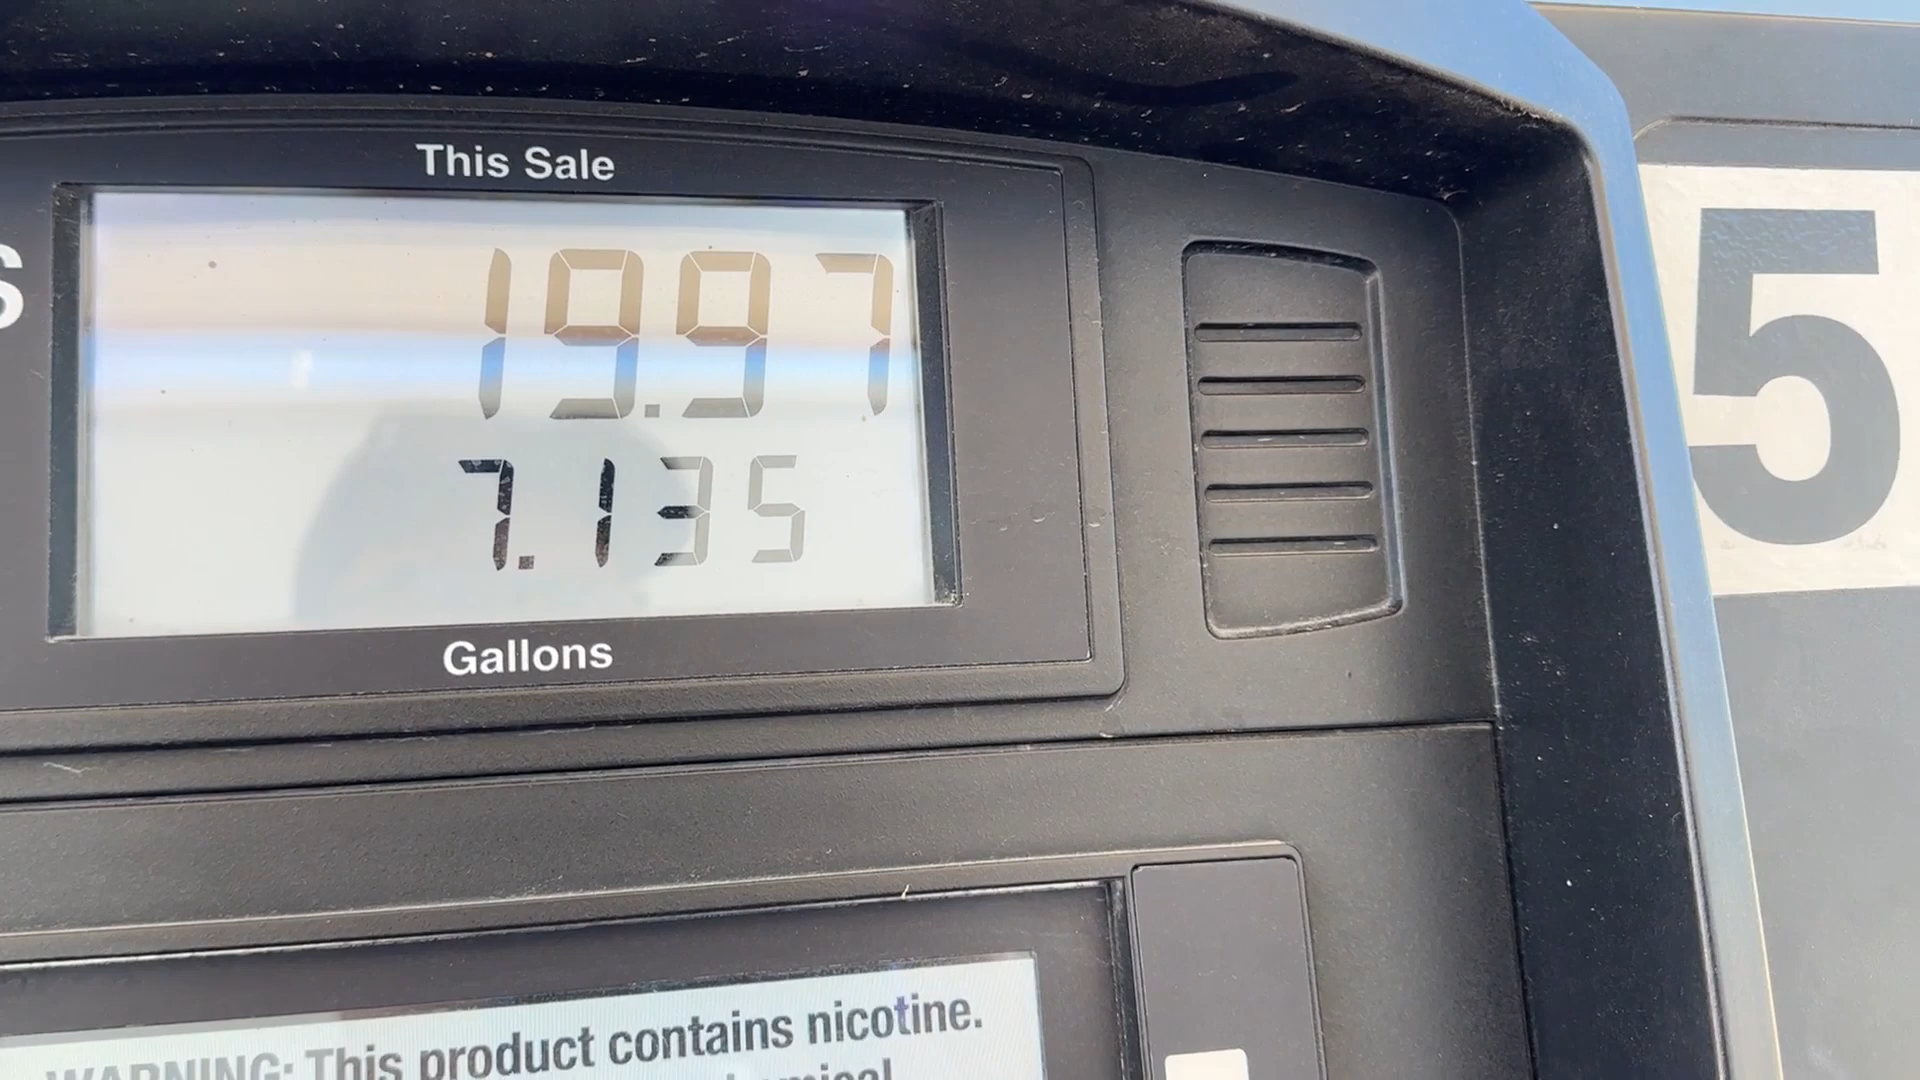 This Sale
19.97
7.135
Gallons
5
WARNING: This product contains nicotine.